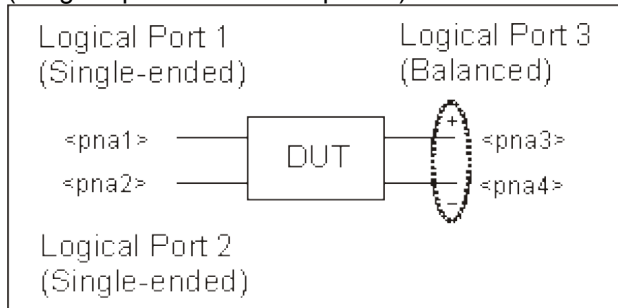 Logical Port 1
(Single-ended)
Logical Port 3
(Balanced)
<pna1>
<pna2>
DUT
+
-
<pna3>
<pna4>
Logical Port 2
(Single-ended)